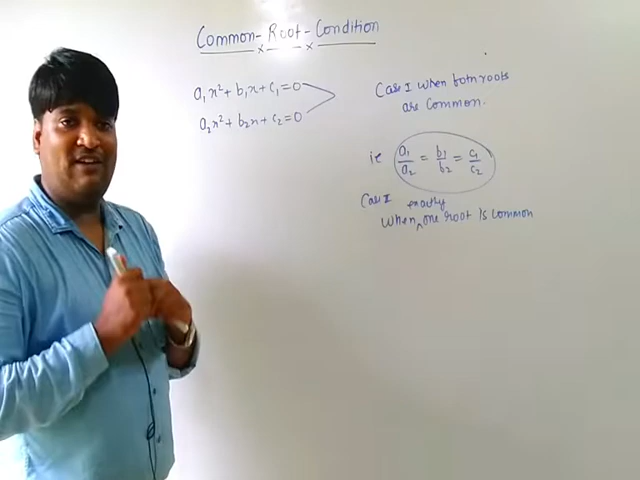 Common-Root-Condition
a₁x² + b₁x + c₁ = 0
a₂x² + b₂x + c₂ = 0
Case I when both roots
are Common.
ie a₁/a₂ = b₁/b₂ = c₁/c₂
Case I exactly
When ^ one root is common